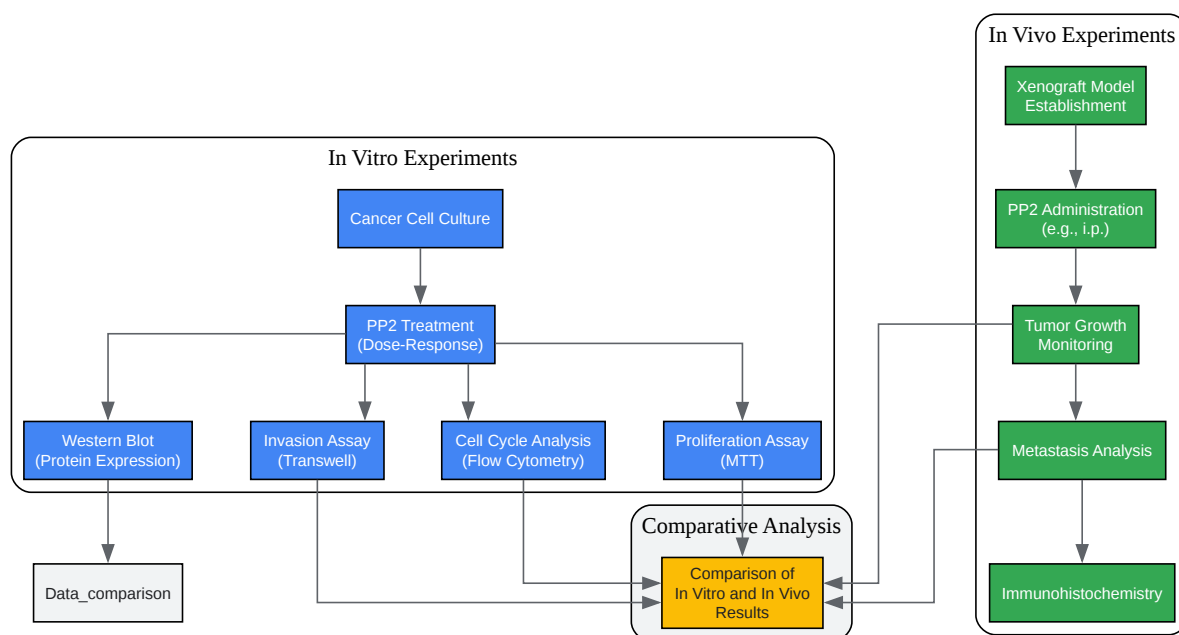 In Vivo Experiments
Xenograft Model
Establishment
In Vitro Experiments
Cancer Cell Culture
PP2 Administration
(e.g., i.p.)
PP2 Treatment
(Dose-Response)
Tumor Growth
Monitoring
Western Blot
(Protein Expression)
Invasion Assay
(Transwell)
Cell Cycle Analysis
(Flow Cytometry)
Proliferation Assay
(MTT)
Metastasis Analysis
Comparative Analysis
Data_comparison
Comparison of
In Vitro and In Vivo
Results
Immunohistochemistry